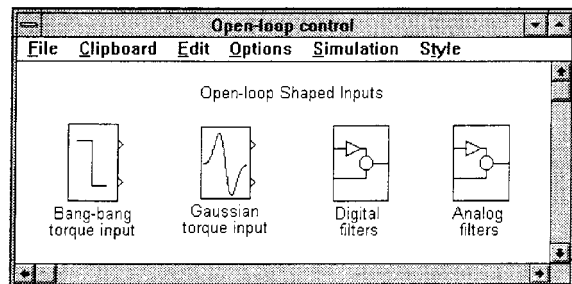 Open-loop control
File Clipboard Edit Options Simulation Style
Open-loop Shaped Inputs
Bang-bang
torque input
Gaussian
torque input
Digital
filters
Analog
filters